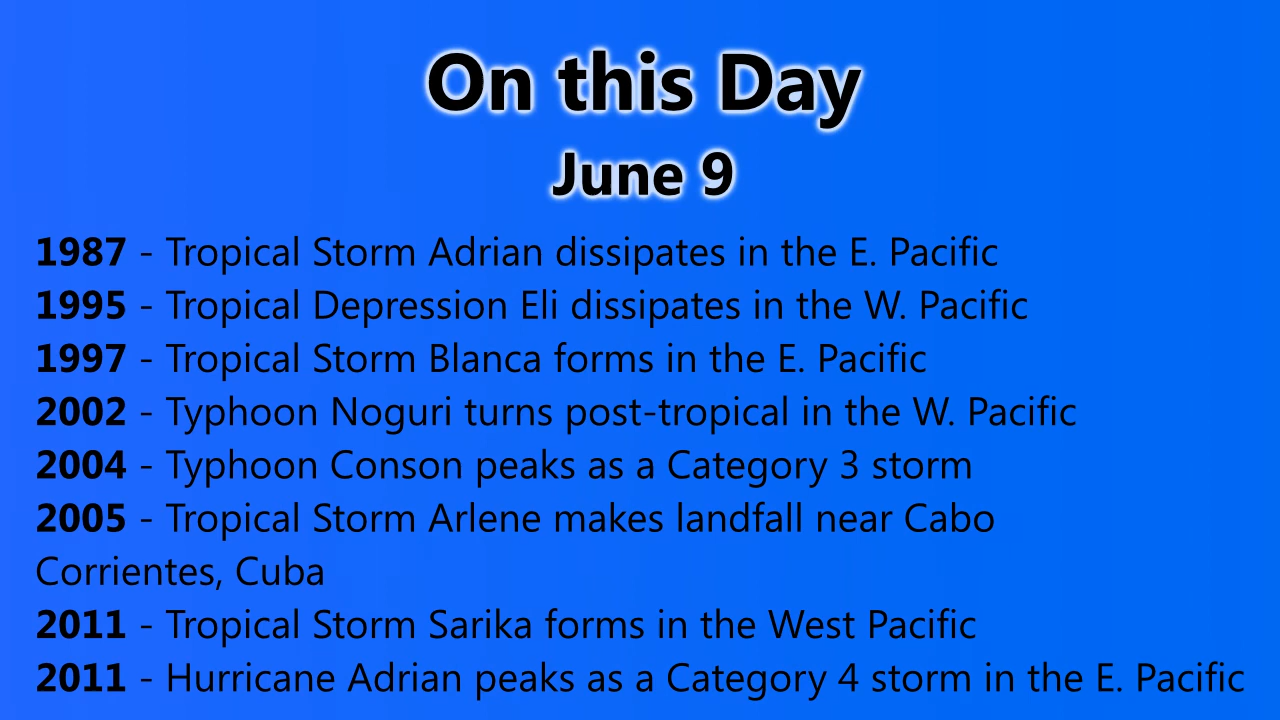 On this Day
June 9
1987 - Tropical Storm Adrian dissipates in the E. Pacific
1995 - Tropical Depression Eli dissipates in the W. Pacific
1997 - Tropical Storm Blanca forms in the E. Pacific
2002 - Typhoon Noguri turns post-tropical in the W. Pacific
2004 - Typhoon Conson peaks as a Category 3 storm
2005 - Tropical Storm Arlene makes landfall near Cabo
Corrientes, Cuba
2011 - Tropical Storm Sarika forms in the West Pacific
2011 - Hurricane Adrian peaks as a Category 4 storm in the E. Pacific